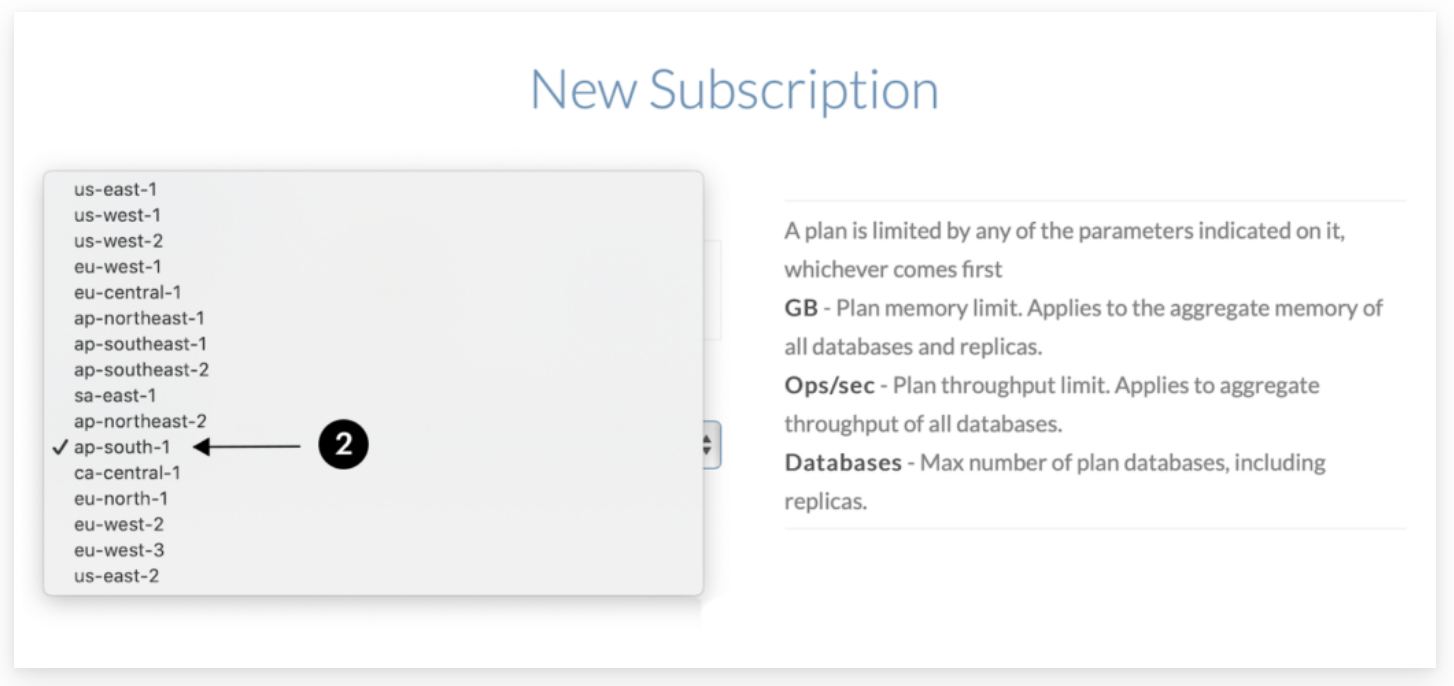 New Subscription
us-east-1
us-west-1
us-west-2
eu-west-1
eu-central-1
ap-northeast-1
ap-southeast-1
ap-southeast-2
sa-east-1
ap-northeast-2
✓ ap-south-1
2
ca-central-1
eu-north-1
eu-west-2
eu-west-3
us-east-2
A plan is limited by any of the parameters indicated on it,
whichever comes first
GB - Plan memory limit. Applies to the aggregate memory of
all databases and replicas.
Ops/sec - Plan throughput limit. Applies to aggregate
throughput of all databases.
Databases - Max number of plan databases, including
replicas.